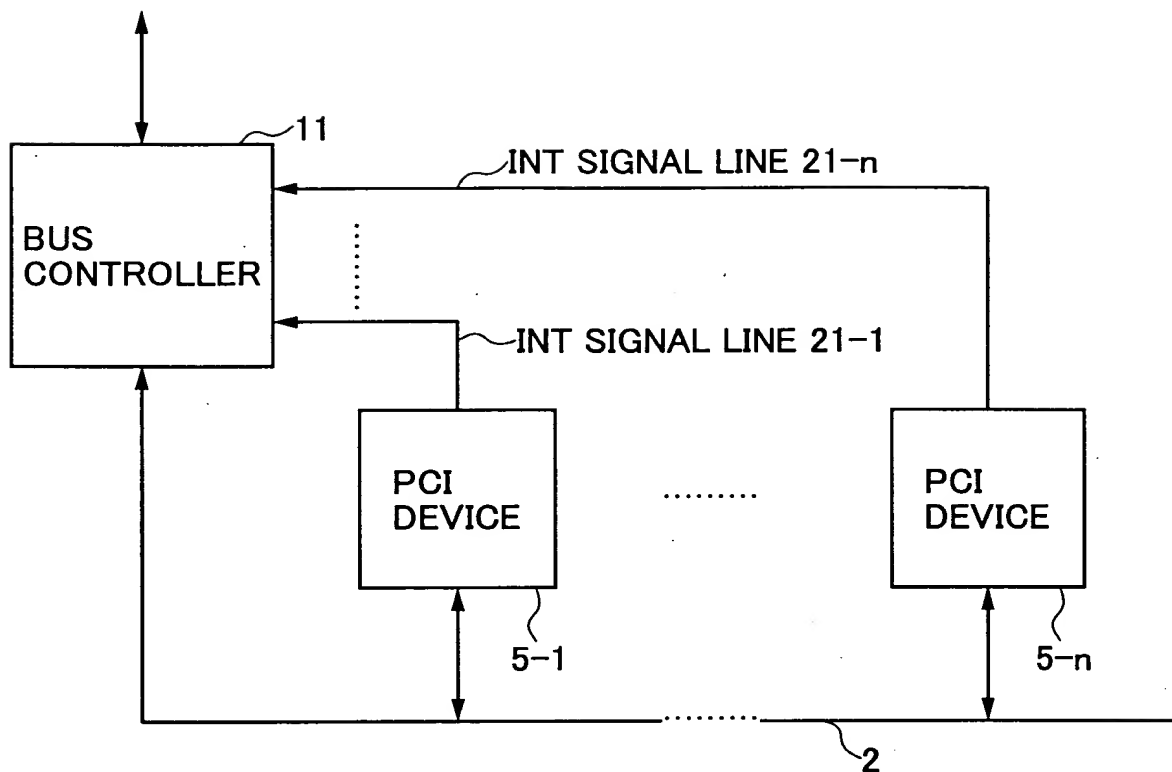 11
INT SIGNAL LINE 21-n
BUS
CONTROLLER
INT SIGNAL LINE 21-1
PCI
DEVICE
PCI
DEVICE
5-1
5-n
2